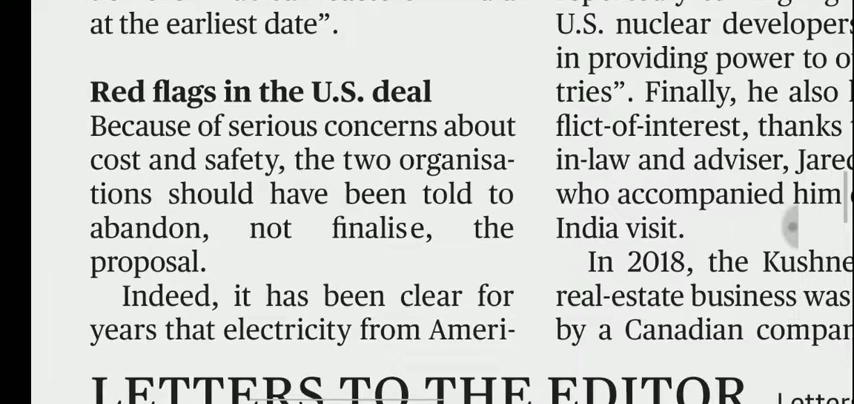 at the earliest date”.
Red flags in the U.S. deal
Because of serious concerns about
cost and safety, the two organisa-
tions should have been told to
abandon, not finalise, the
proposal.
Indeed, it has been clear for
years that electricity from Ameri-
U.S. nuclear developers
in providing power to
tries”. Finally, he also
flict-of-interest, thanks
in-law and adviser,
who accompanied him
India visit.
In 2018, the
real-estate business was
by a Canadian
LETTERS TO THE EDITOR